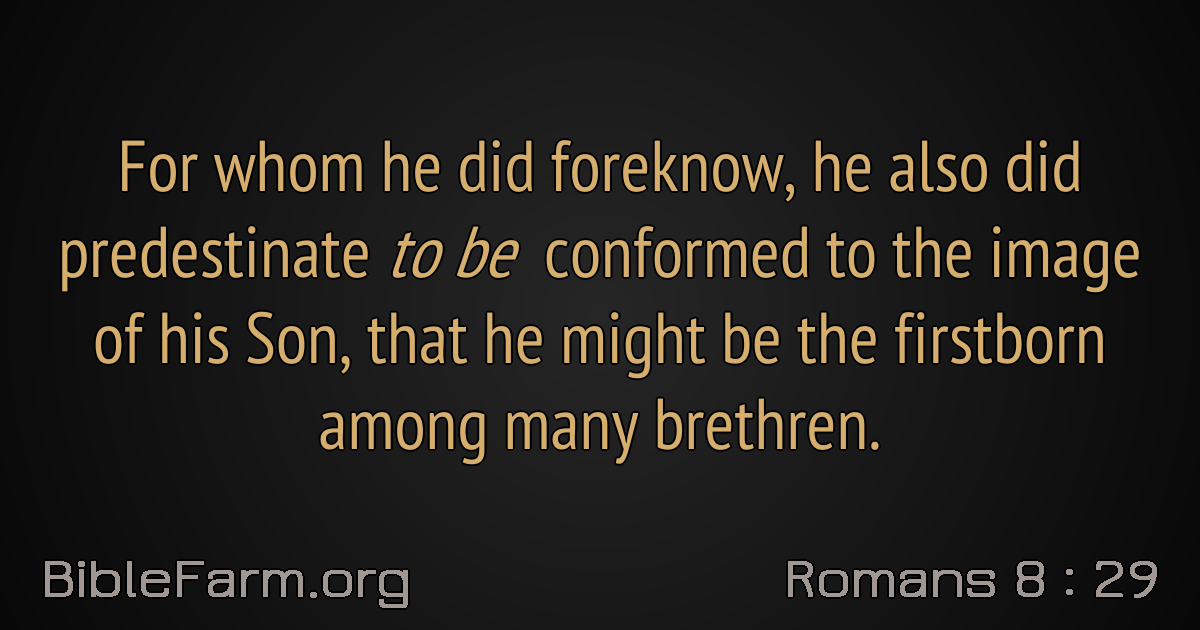 For whom he did foreknow, he also did
predestinate to be conformed to the image
of his Son, that he might be the firstborn
among many brethren.
BibleFarm.org
Romans 8 : 29